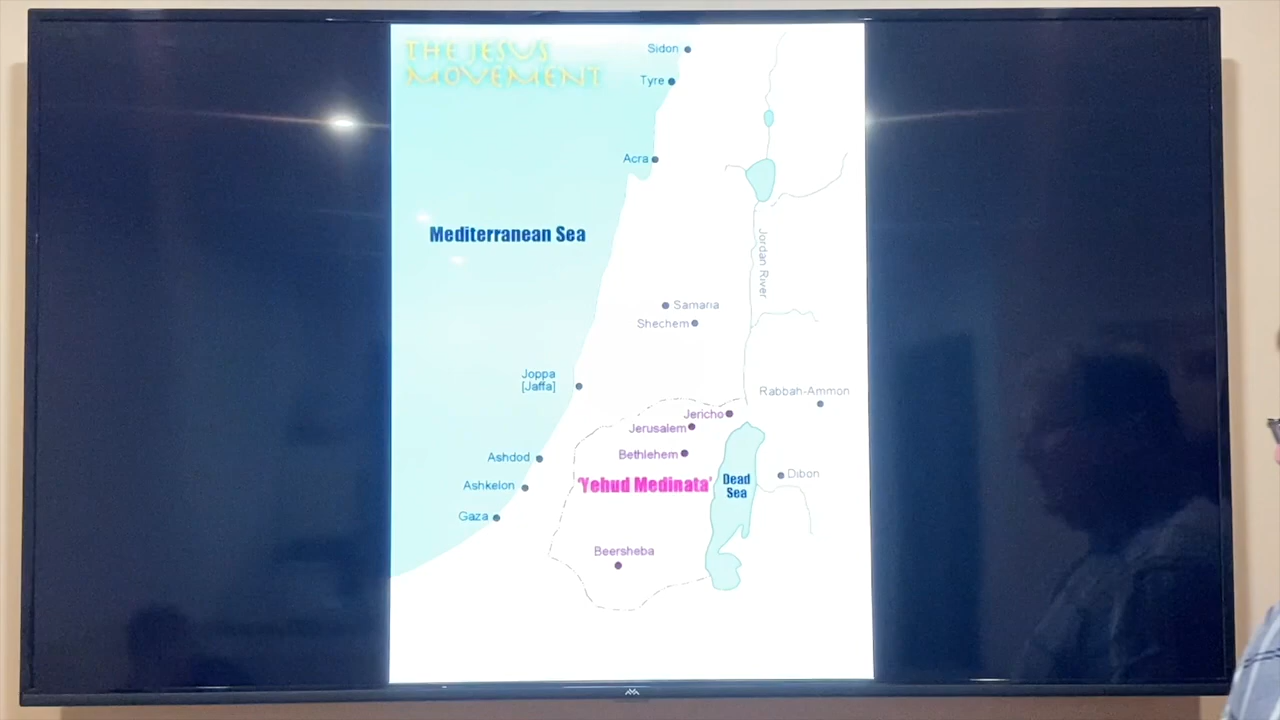 THE JESUS
MOVEMENT
Sidon
Tyre
Acra
Mediterranean Sea
Jordan River
Samaria
Shechem
Joppa
[Jaffa]
Rabbah-Ammon
Jericho
Jerusalem
Bethlehem
Ashdod
Dibon
Dead
Sea
'Yehud Medinata'
Ashkelon
Gaza
Beersheba